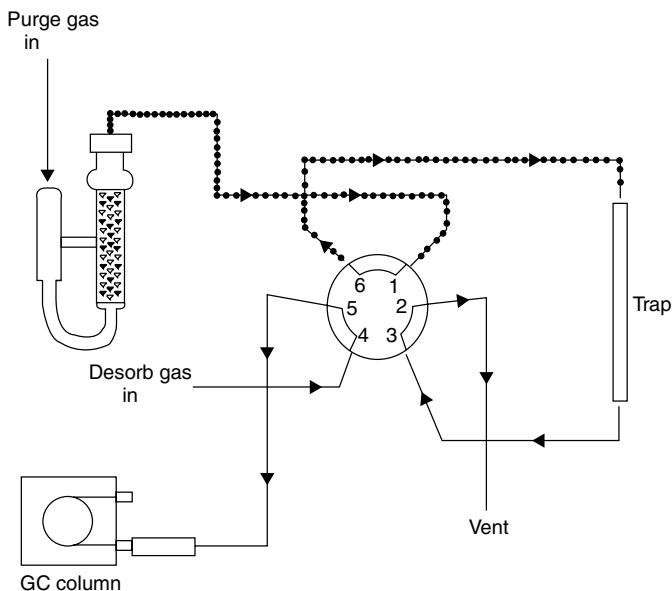 Purge gas
in
6 1
5 2
4 3
Trap
Desorb gas
in
Vent
GC column